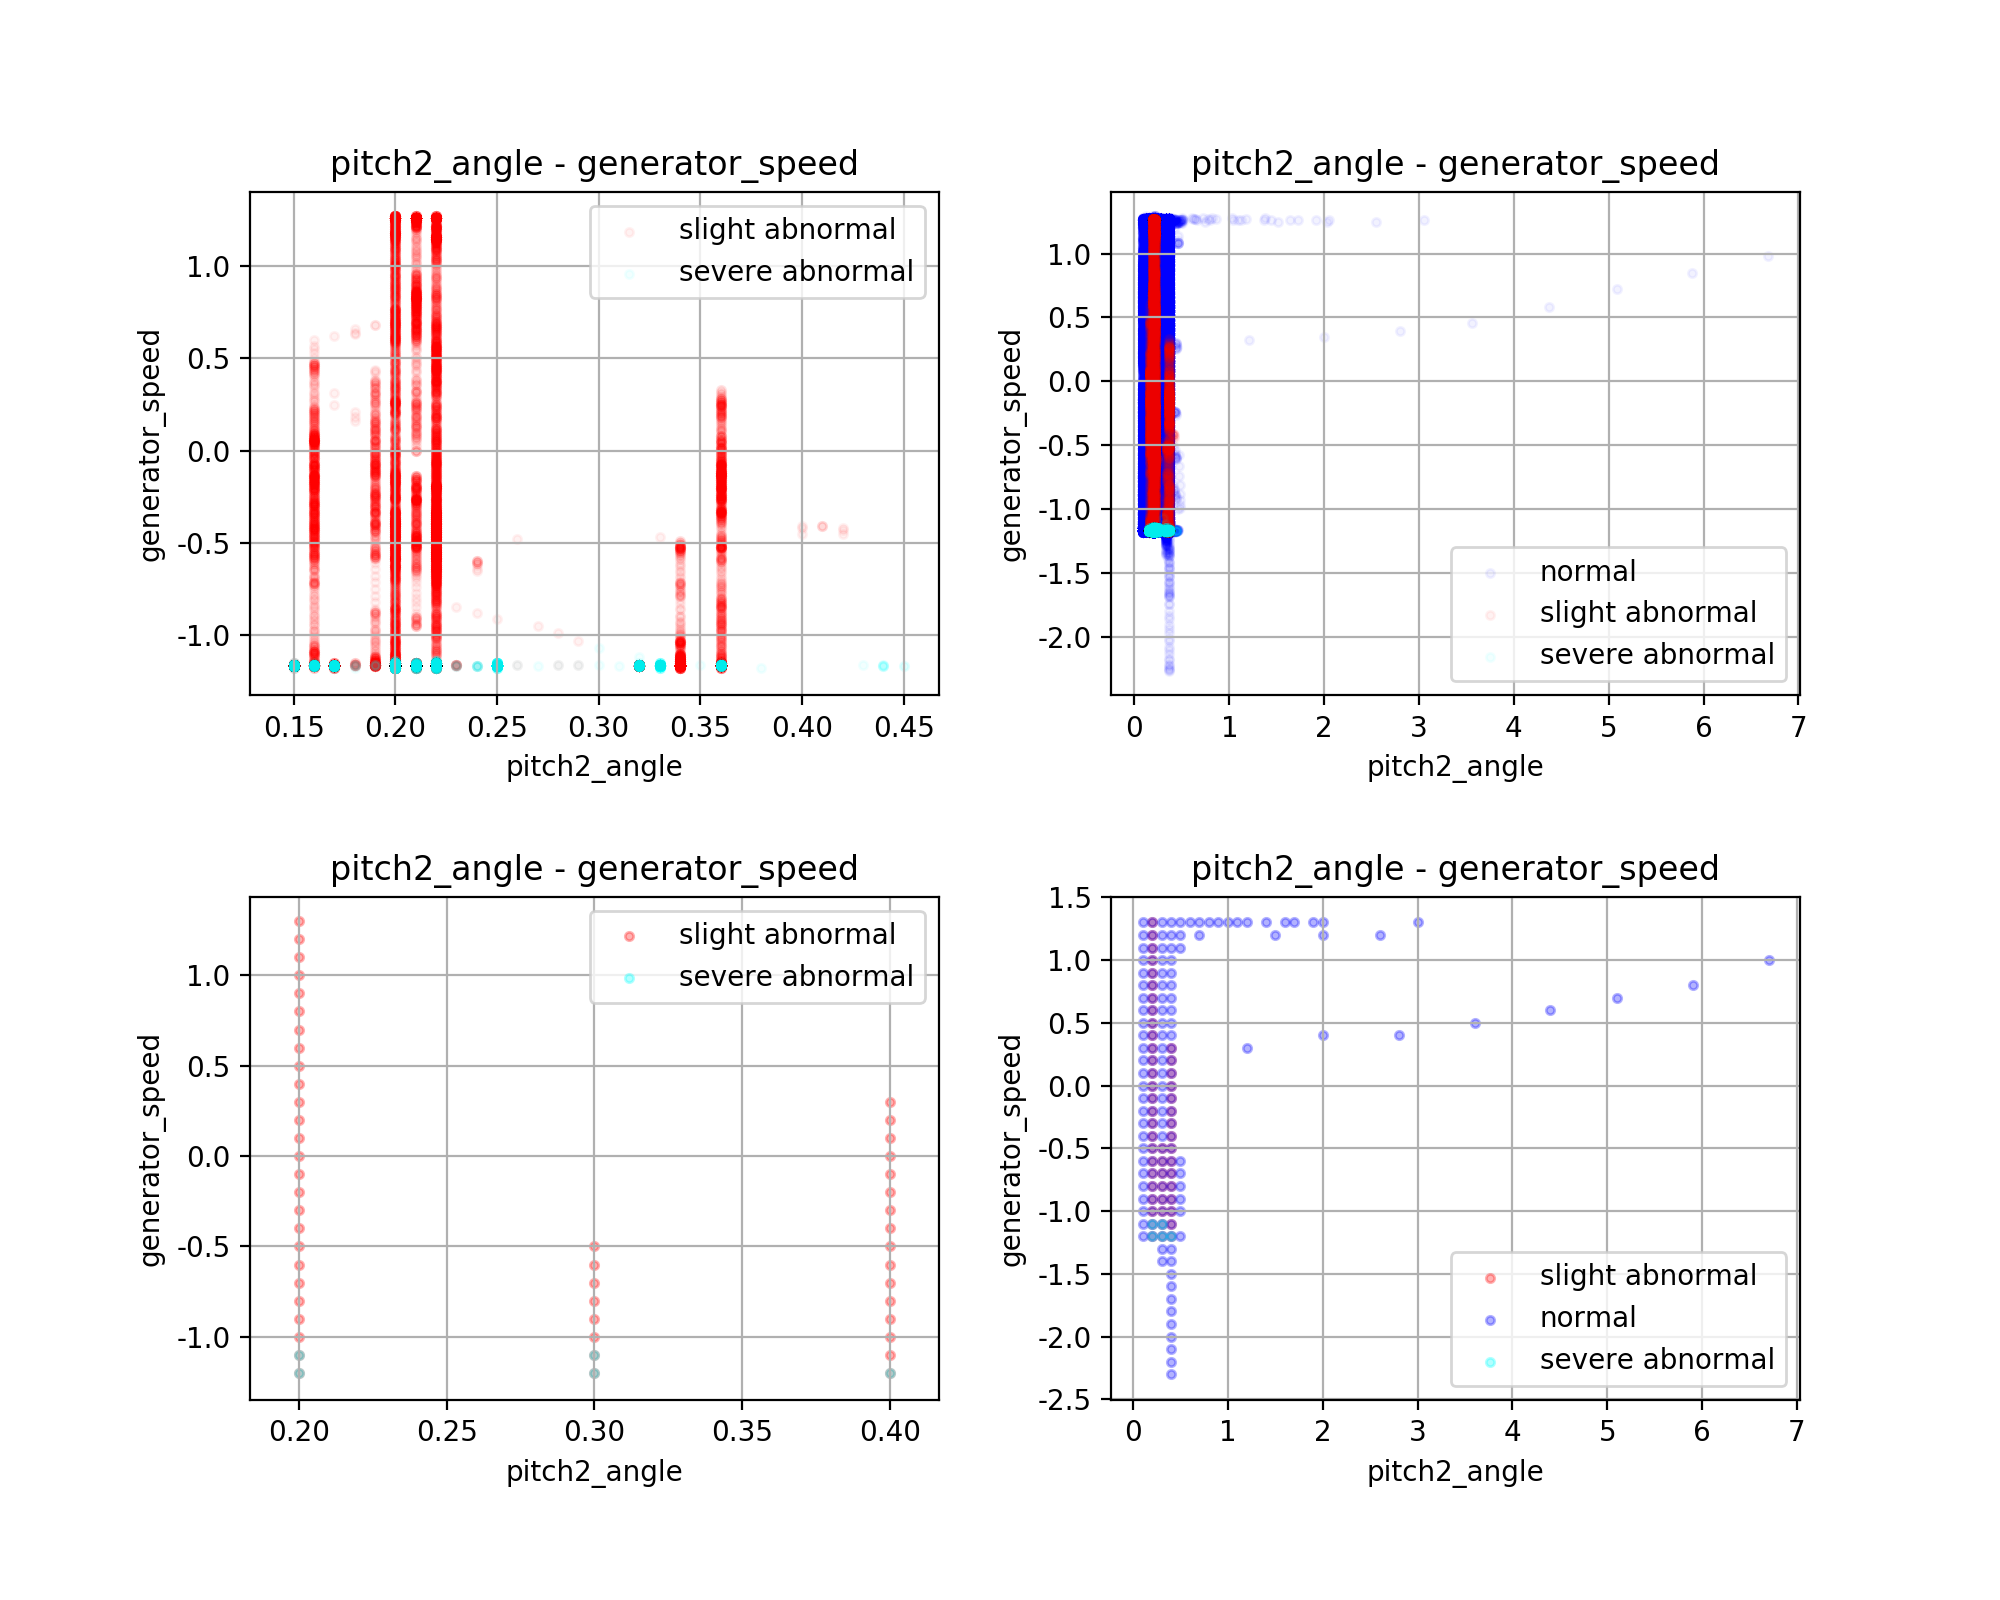 pitch2_angle - generator_speed
generator_speed
1.0
0.5
0.0
-0.5
-1.0
slight abnormal
severe abnormal
0.15 0.20 0.25 0.30 0.35 0.40 0.45
pitch2_angle
pitch2_angle - generator_speed
generator_speed
1.0
0.5
0.0
-0.5
-1.0
-1.5
-2.0
normal
slight abnormal
severe abnormal
0 1 2 3 4 5 6 7
pitch2_angle
pitch2_angle - generator_speed
generator_speed
1.0
0.5
0.0
-0.5
-1.0
slight abnormal
severe abnormal
0.20 0.25 0.30 0.35 0.40
pitch2_angle
pitch2_angle - generator_speed
generator_speed
1.5
1.0
0.5
0.0
-0.5
-1.0
-1.5
-2.0
-2.5
slight abnormal
normal
severe abnormal
0 1 2 3 4 5 6 7
pitch2_angle